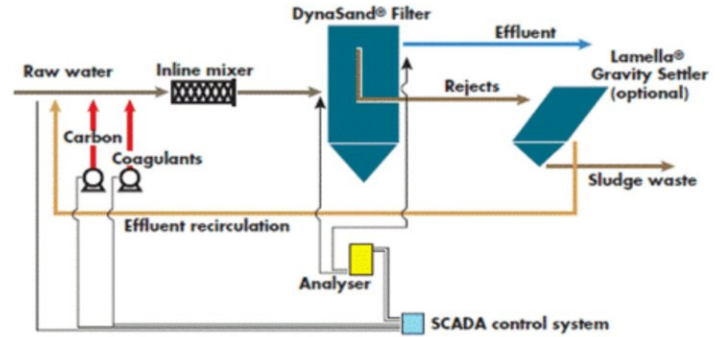 DynaSand® Filter
Effluent
Raw water
Inline mixer
Lamella®
Gravity Settler
(optional)
Rejects
Carbon
Coagulants
Sludge waste
Effluent recirculation
Analyser
SCADA control system